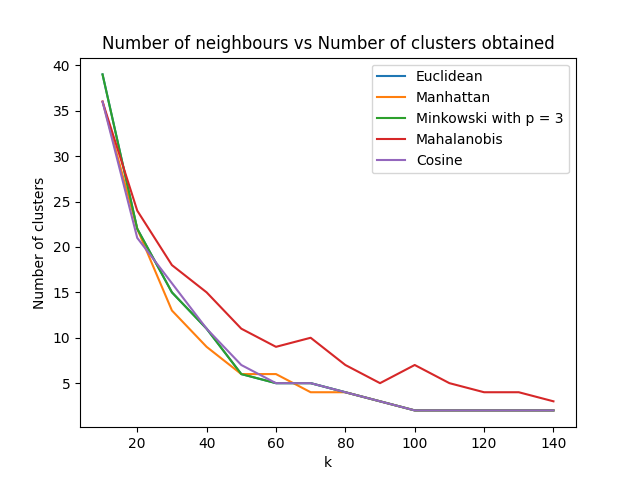 Number of neighbours vs Number of clusters obtained
Euclidean
Manhattan
Minkowski with p = 3
Mahalanobis
Cosine
Number of clusters
40
35
30
25
20
15
10
5
20
40
60
80
100
120
140
k